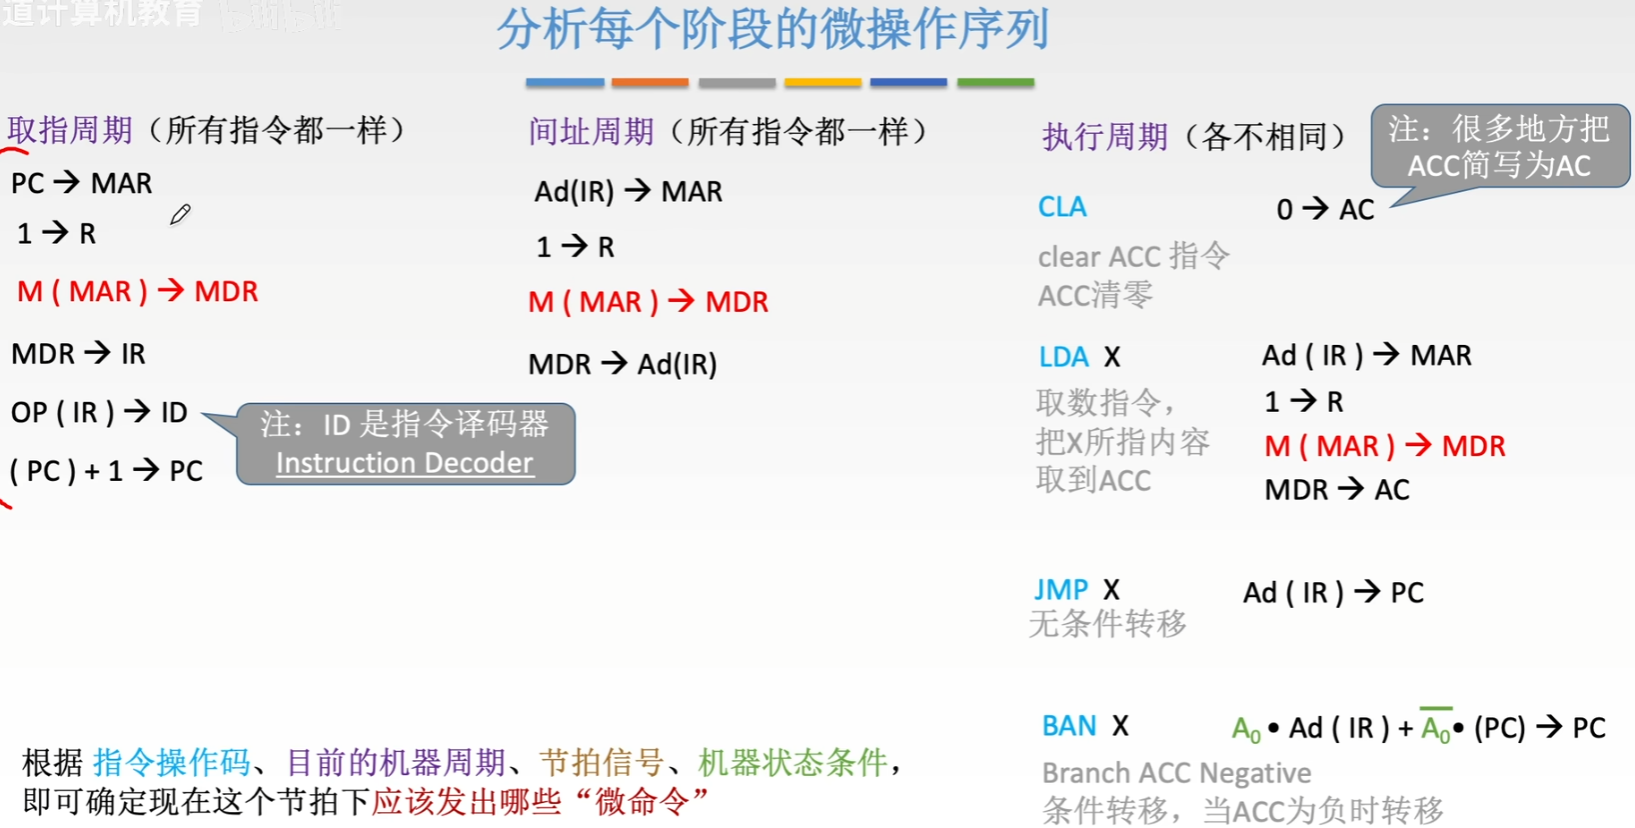 道计算机教育 bilibili
分析每个阶段的微操作序列
取指周期（所有指令都一样）
PC → MAR
1 → R
M ( MAR ) → MDR
MDR → IR
OP ( IR ) → ID
( PC ) + 1 → PC
注：ID 是指令译码器
Instruction Decoder
间址周期（所有指令都一样）
Ad(IR) → MAR
1 → R
M ( MAR ) → MDR
MDR → Ad(IR)
执行周期（各不相同）
注：很多地方把
ACC简写为AC
CLA 0 → AC
clear ACC 指令
ACC清零
LDA X Ad ( IR ) → MAR
取数指令， 1 → R
把X所指内容 M ( MAR ) → MDR
取到ACC MDR → AC
JMP X Ad ( IR ) → PC
无条件转移
BAN X A₀ • Ad ( IR ) + A̅₀ • (PC) → PC
Branch ACC Negative
条件转移，当ACC为负时转移
根据 指令操作码、目前的机器周期、节拍信号、机器状态条件，
即可确定现在这个节拍下应该发出哪些“微命令”